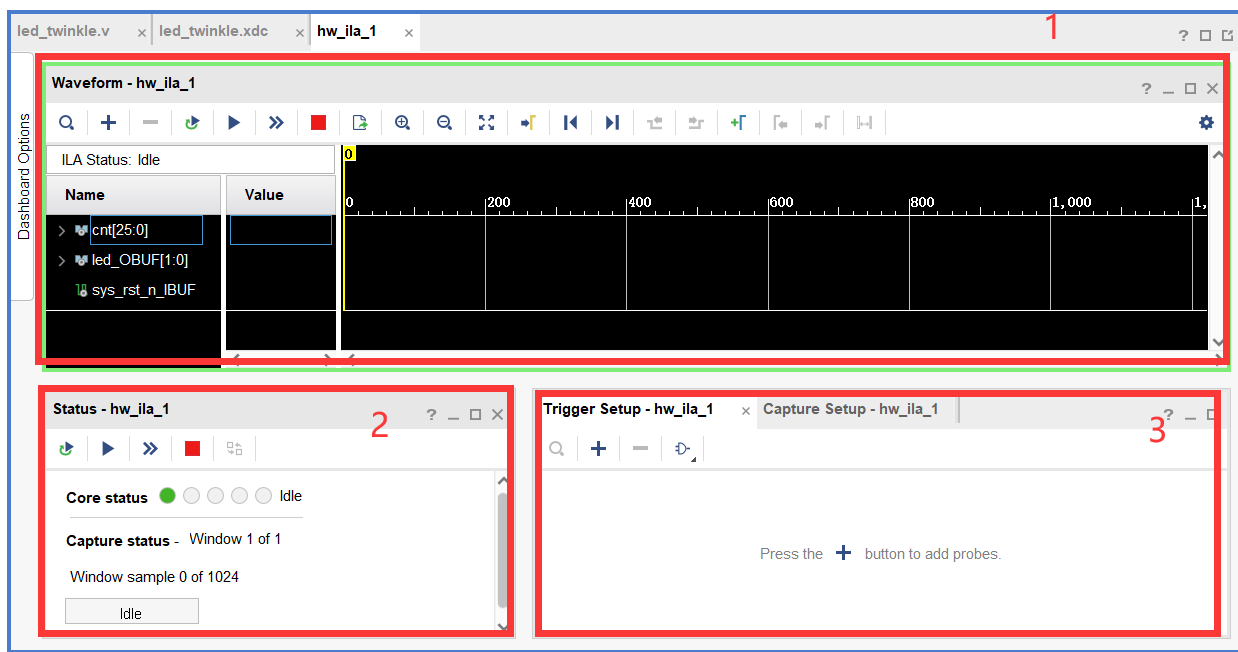 led_twinkle.v × led_twinkle.xdc × hw_ila_1 ×
1
?
Dashboard Options
Waveform - hw_ila_1
?
ILA Status: Idle
Name Value
cnt[25:0]
led_OBUF[1:0]
sys_rst_n_IBUF
0
0 200 400 600 800 1,000 1,
Status - hw_ila_1
2
?
Core status Idle
Capture status - Window 1 of 1
Window sample 0 of 1024
Idle
Trigger Setup - hw_ila_1 × Capture Setup - hw_ila_1
3
?
Press the + button to add probes.